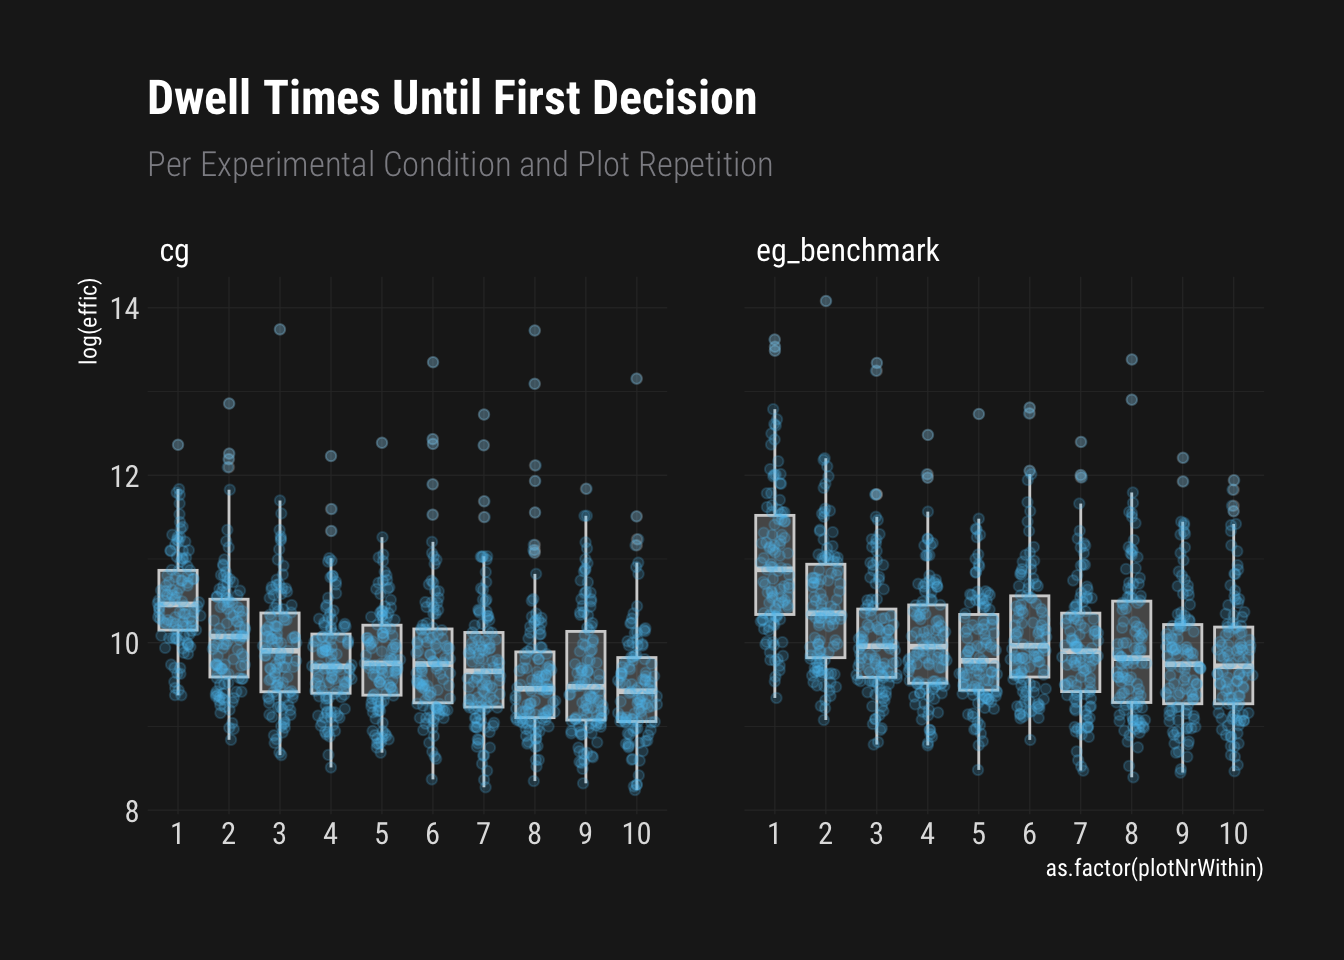 Dwell Times Until First Decision
Per Experimental Condition and Plot Repetition
cg
eg_benchmark
log(effic)
14
12
10
8
1 2 3 4 5 6 7 8 9 10
1 2 3 4 5 6 7 8 9 10
as.factor(plotNrWithin)